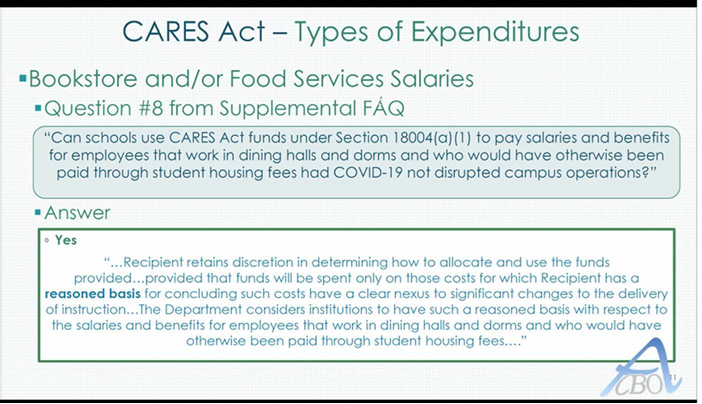 CARES Act – Types of Expenditures
▪Bookstore and/or Food Services Salaries
▪Question #8 from Supplemental FAQ
“Can schools use CARES Act funds under Section 18004(a)(1) to pay salaries and benefits
for employees that work in dining halls and dorms and who would have otherwise been
paid through student housing fees had COVID-19 not disrupted campus operations?”
▪Answer
◦ Yes
“…Recipient retains discretion in determining how to allocate and use the funds
provided…provided that funds will be spent only on those costs for which Recipient has a
reasoned basis for concluding such costs have a clear nexus to significant changes to the delivery
of instruction…The Department considers institutions to have such a reasoned basis with respect to
the salaries and benefits for employees that work in dining halls and dorms and who would have
otherwise been paid through student housing fees….”
ACBO
11